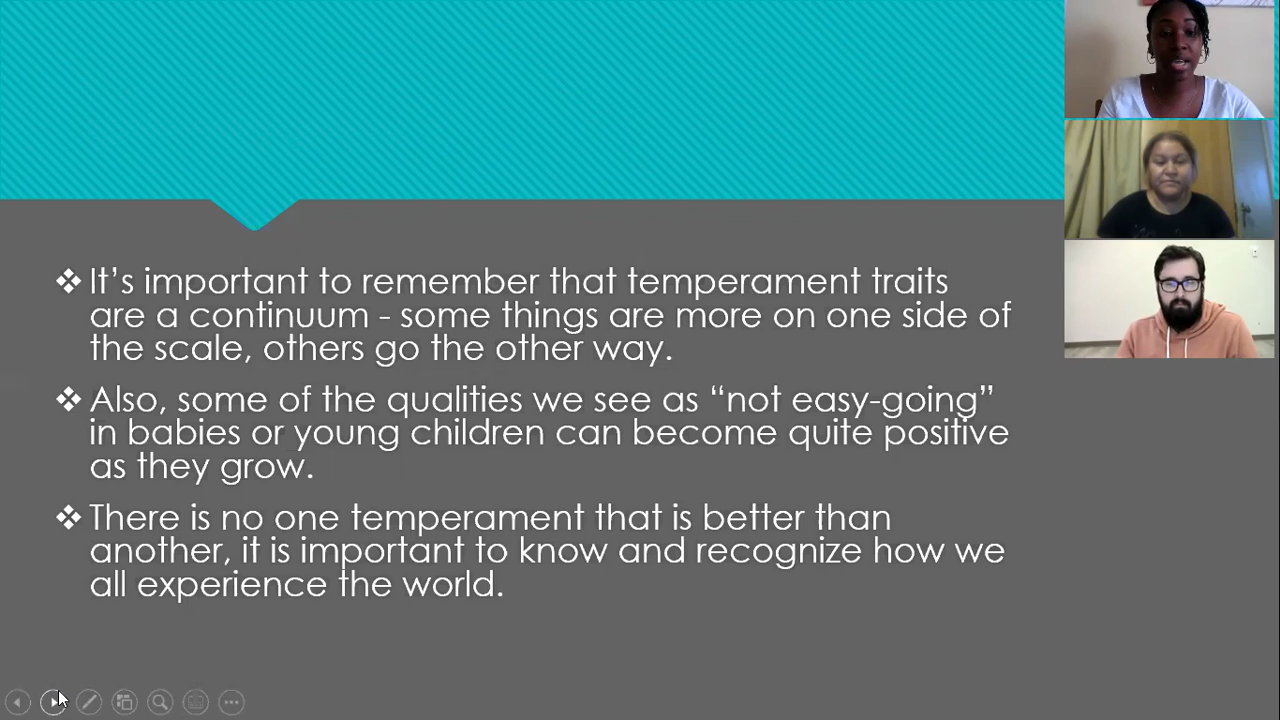 ❖ It’s important to remember that temperament traits
are a continuum - some things are more on one side of
the scale, others go the other way.
❖ Also, some of the qualities we see as “not easy-going”
in babies or young children can become quite positive
as they grow.
❖ There is no one temperament that is better than
another, it is important to know and recognize how we
all experience the world.